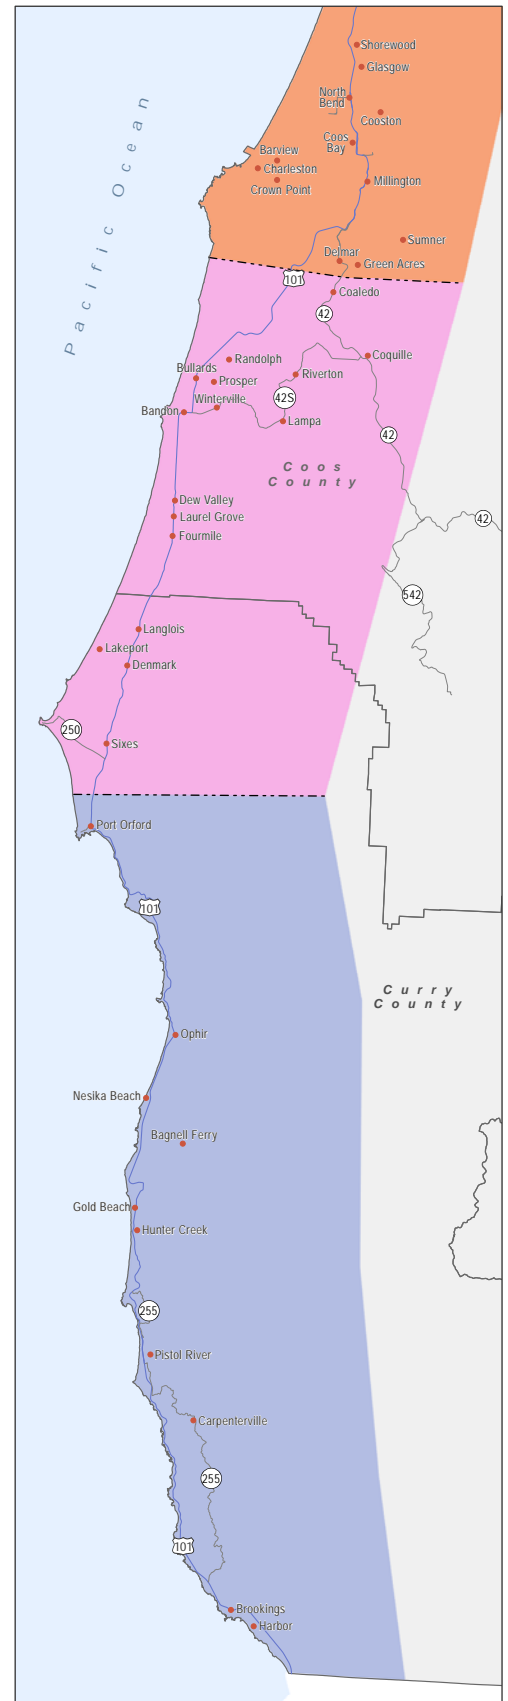 Shorewood
Glasgow
North
Bend
Cooston
Coos
Bay
Barview
Charleston
Crown Point
Millington
Pacific Ocean
Sumner
Delmar
Green Acres
101
Coaledo
42
Randolph
Coquille
Bullards
Prosper
Riverton
42S
Winterville
Bandon
Lampa
42
Coos
County
Dew Valley
Laurel Grove
Fourmile
42
542
Langlois
Lakeport
Denmark
250
Sixes
Port Orford
101
Curry
County
Ophir
Nesika Beach
Bagnell Ferry
Gold Beach
Hunter Creek
255
Pistol River
Carpenterville
255
101
Brookings
Harbor